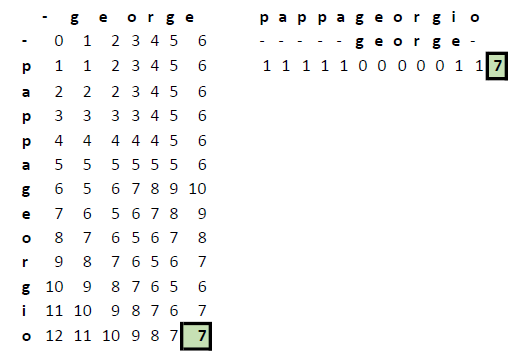 - g e o r g e
- 0 1 2 3 4 5 6
p 1 1 2 3 4 5 6
a 2 2 2 3 4 5 6
p 3 3 3 3 4 5 6
p 4 4 4 4 4 5 6
a 5 5 5 5 5 5 6
g 6 5 6 7 8 9 10
e 7 6 5 6 7 8 9
o 8 7 6 5 6 7 8
r 9 8 7 6 5 6 7
g 10 9 8 7 6 5 6
i 11 10 9 8 7 6 7
o 12 11 10 9 8 7 7
p a p p a g e o r g i o
- - - - - g e o r g e -
1 1 1 1 1 0 0 0 0 0 1 1 7